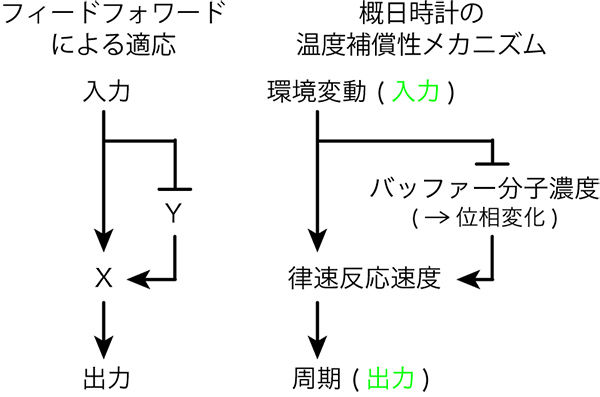 フィードフォワード
による適応
入力
Y
X
出力
概日時計の
温度補償性メカニズム
環境変動 ( 入力 )
バッファー分子濃度
( → 位相変化 )
律速反応速度
周期 ( 出力 )